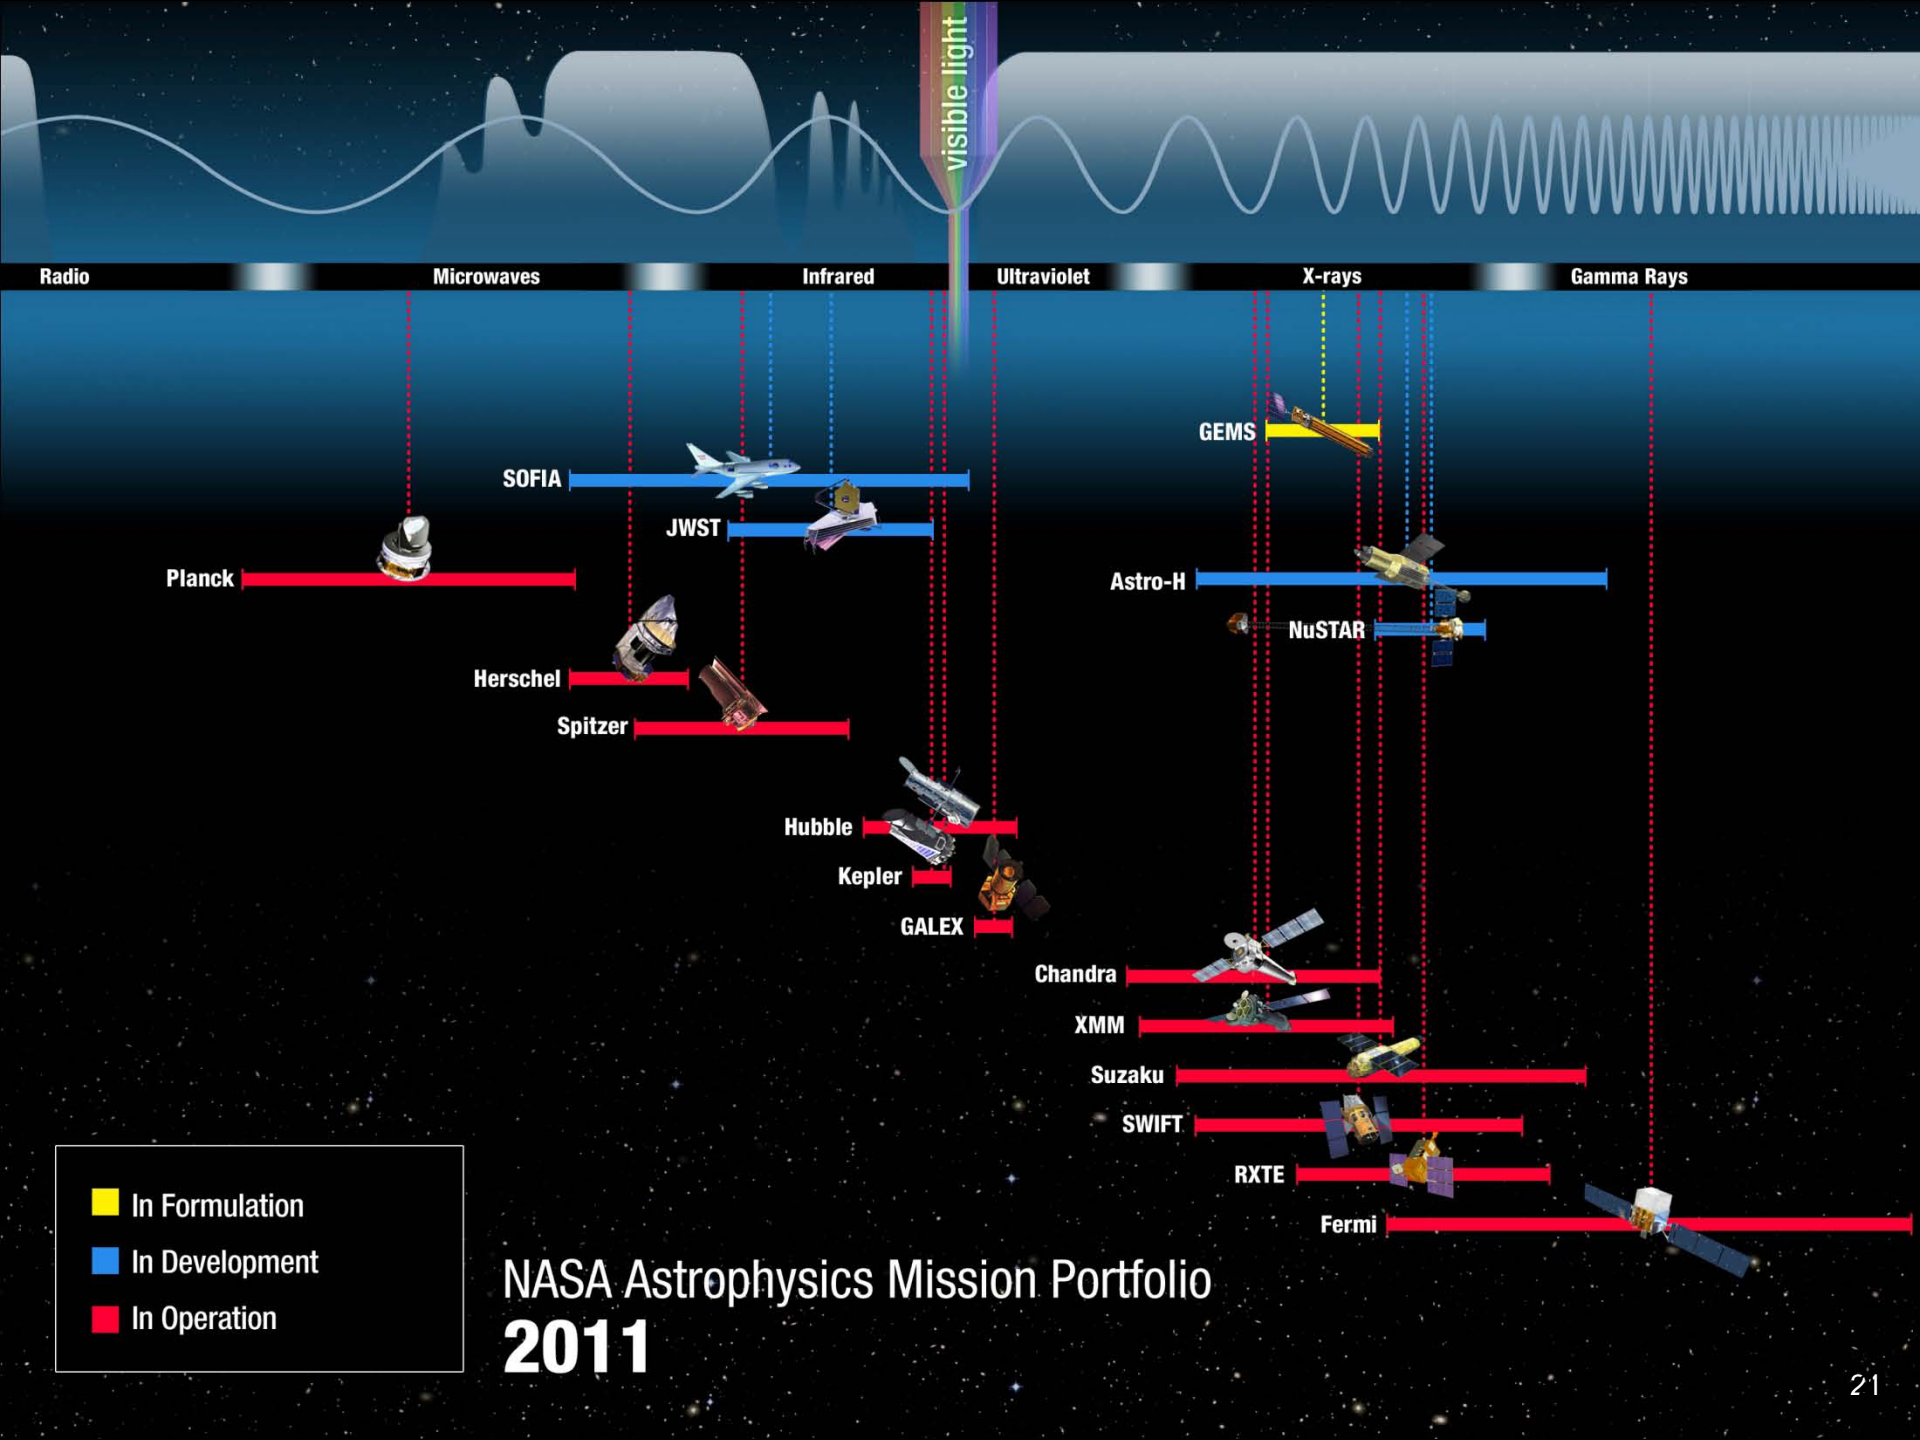 visible light
Radio Microwaves Infrared Ultraviolet X-rays Gamma Rays
GEMS
SOFIA
JWST
Planck
Astro-H
NuSTAR
Herschel
Spitzer
Hubble
Kepler
GALEX
Chandra
XMM
Suzaku
SWIFT
RXTE
Fermi
In Formulation
In Development
In Operation
NASA Astrophysics Mission Portfolio
2011
21